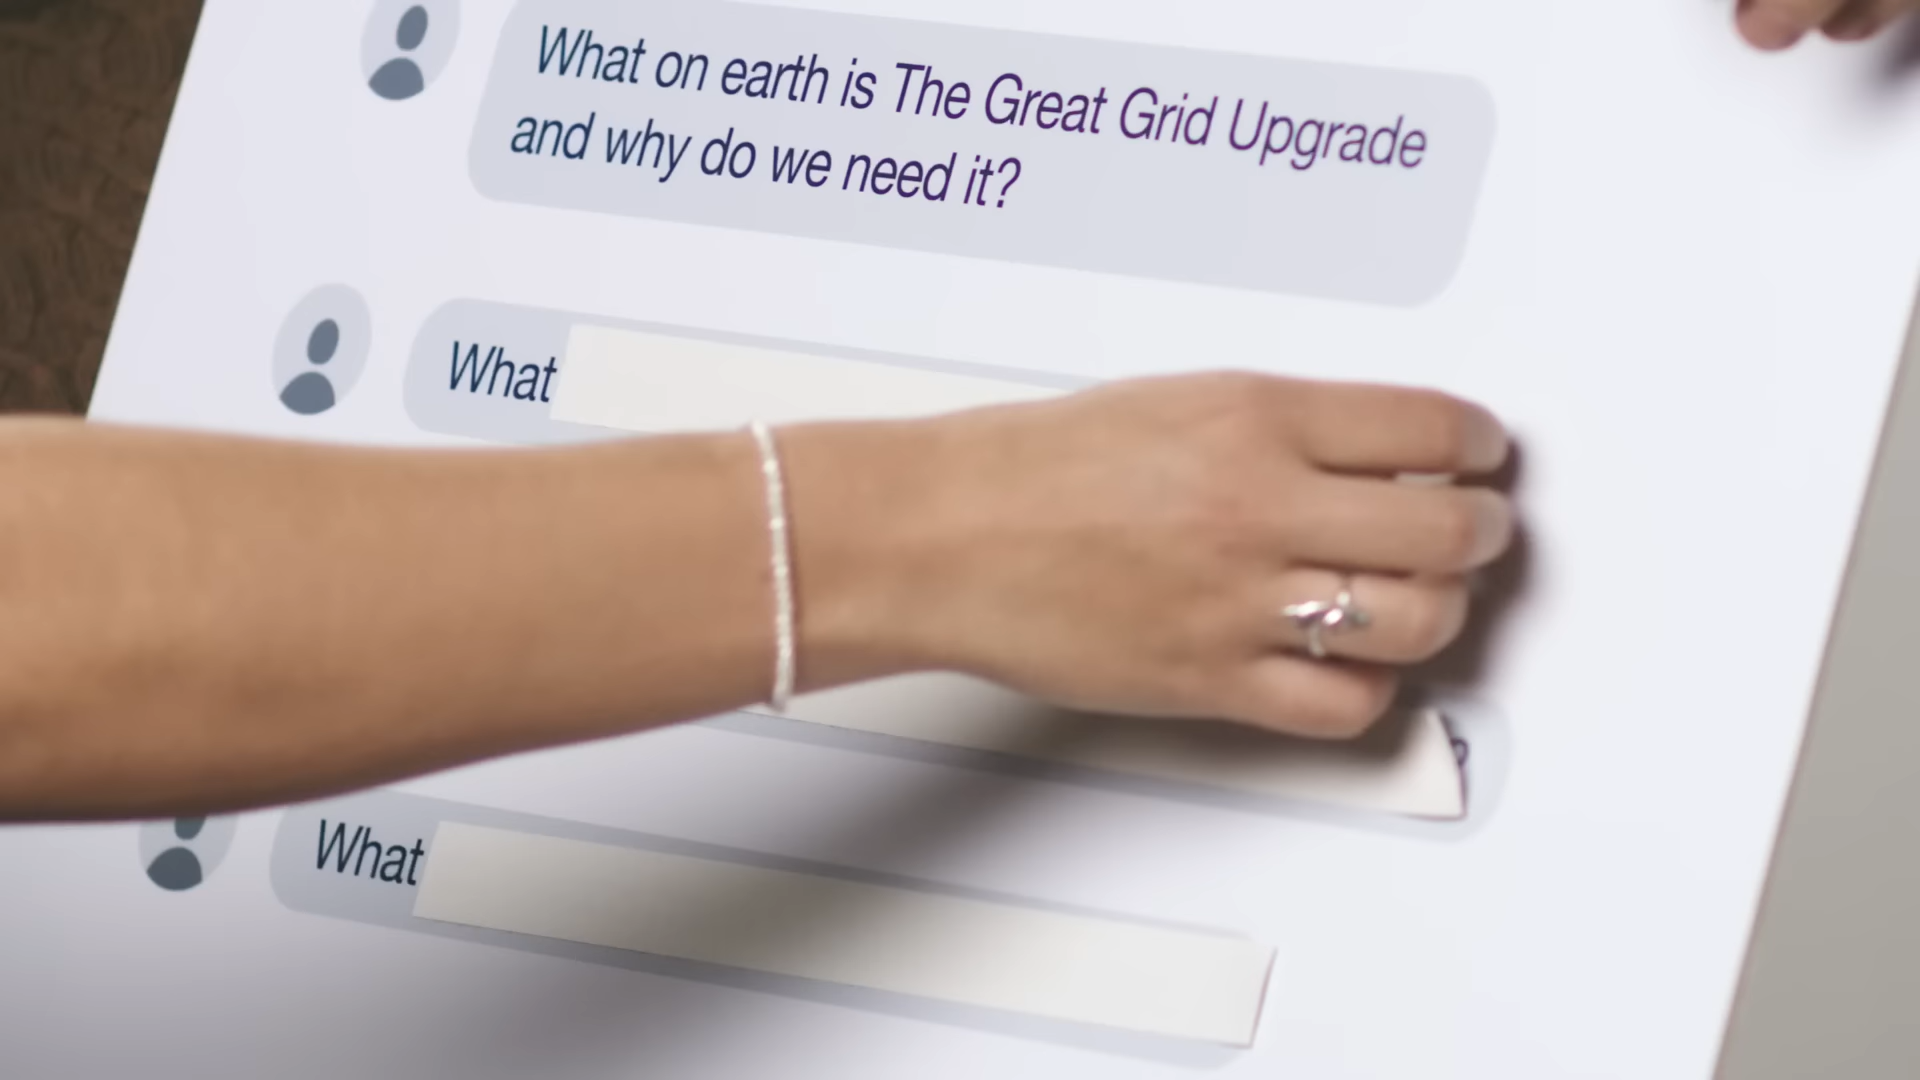 What on earth is The Great Grid Upgrade
and why do we need it?
What
What